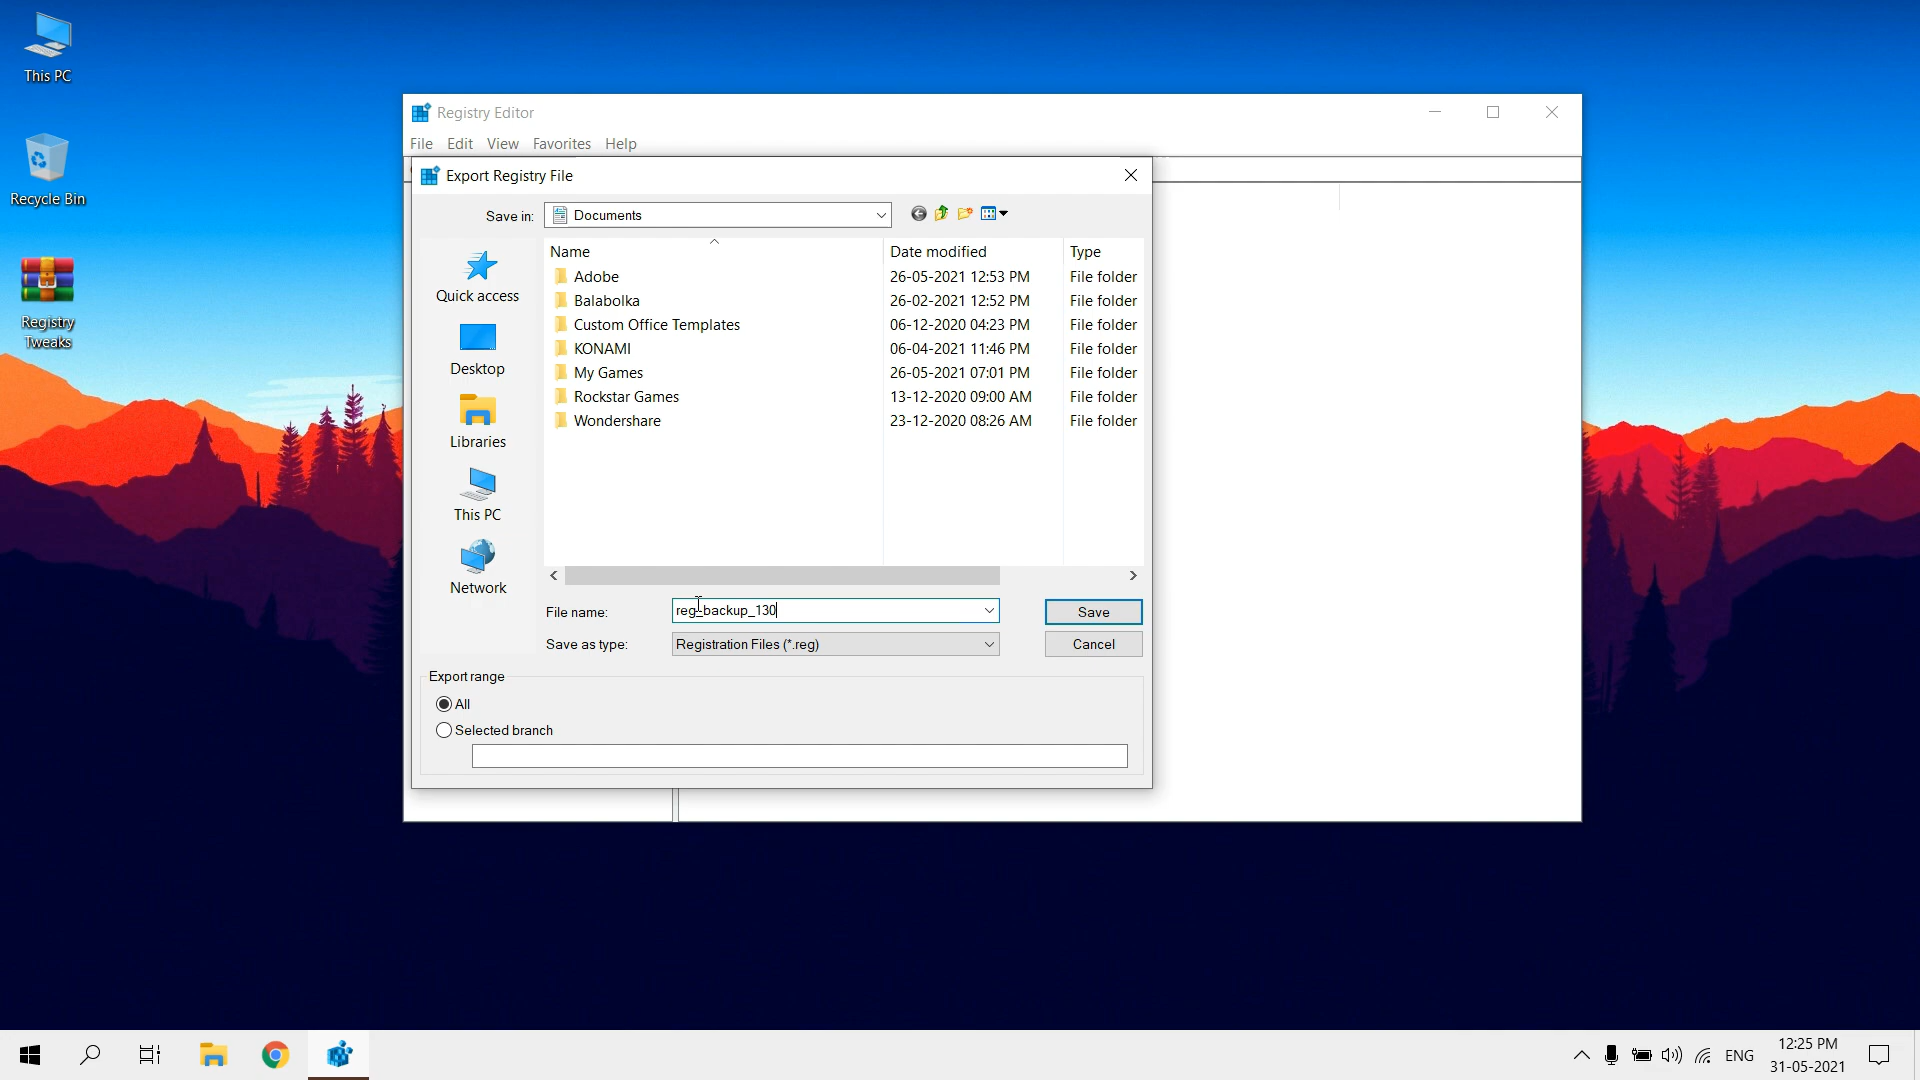 This PC
Recycle Bin
Registry
Tweaks
Registry Editor
File Edit View Favorites Help
Export Registry File
Save in: Documents
Quick access
Desktop
Libraries
This PC
Network
Name Date modified Type
Adobe 26-05-2021 12:53 PM File folder
Balabolka 26-02-2021 12:52 PM File folder
Custom Office Templates 06-12-2020 04:23 PM File folder
KONAMI 06-04-2021 11:46 PM File folder
My Games 26-05-2021 07:01 PM File folder
Rockstar Games 13-12-2020 09:00 AM File folder
Wondershare 23-12-2020 08:26 AM File folder
File name: reg_backup_130 Save
Save as type: Registration Files (*.reg) Cancel
Export range
All
Selected branch
ENG
12:25 PM
31-05-2021